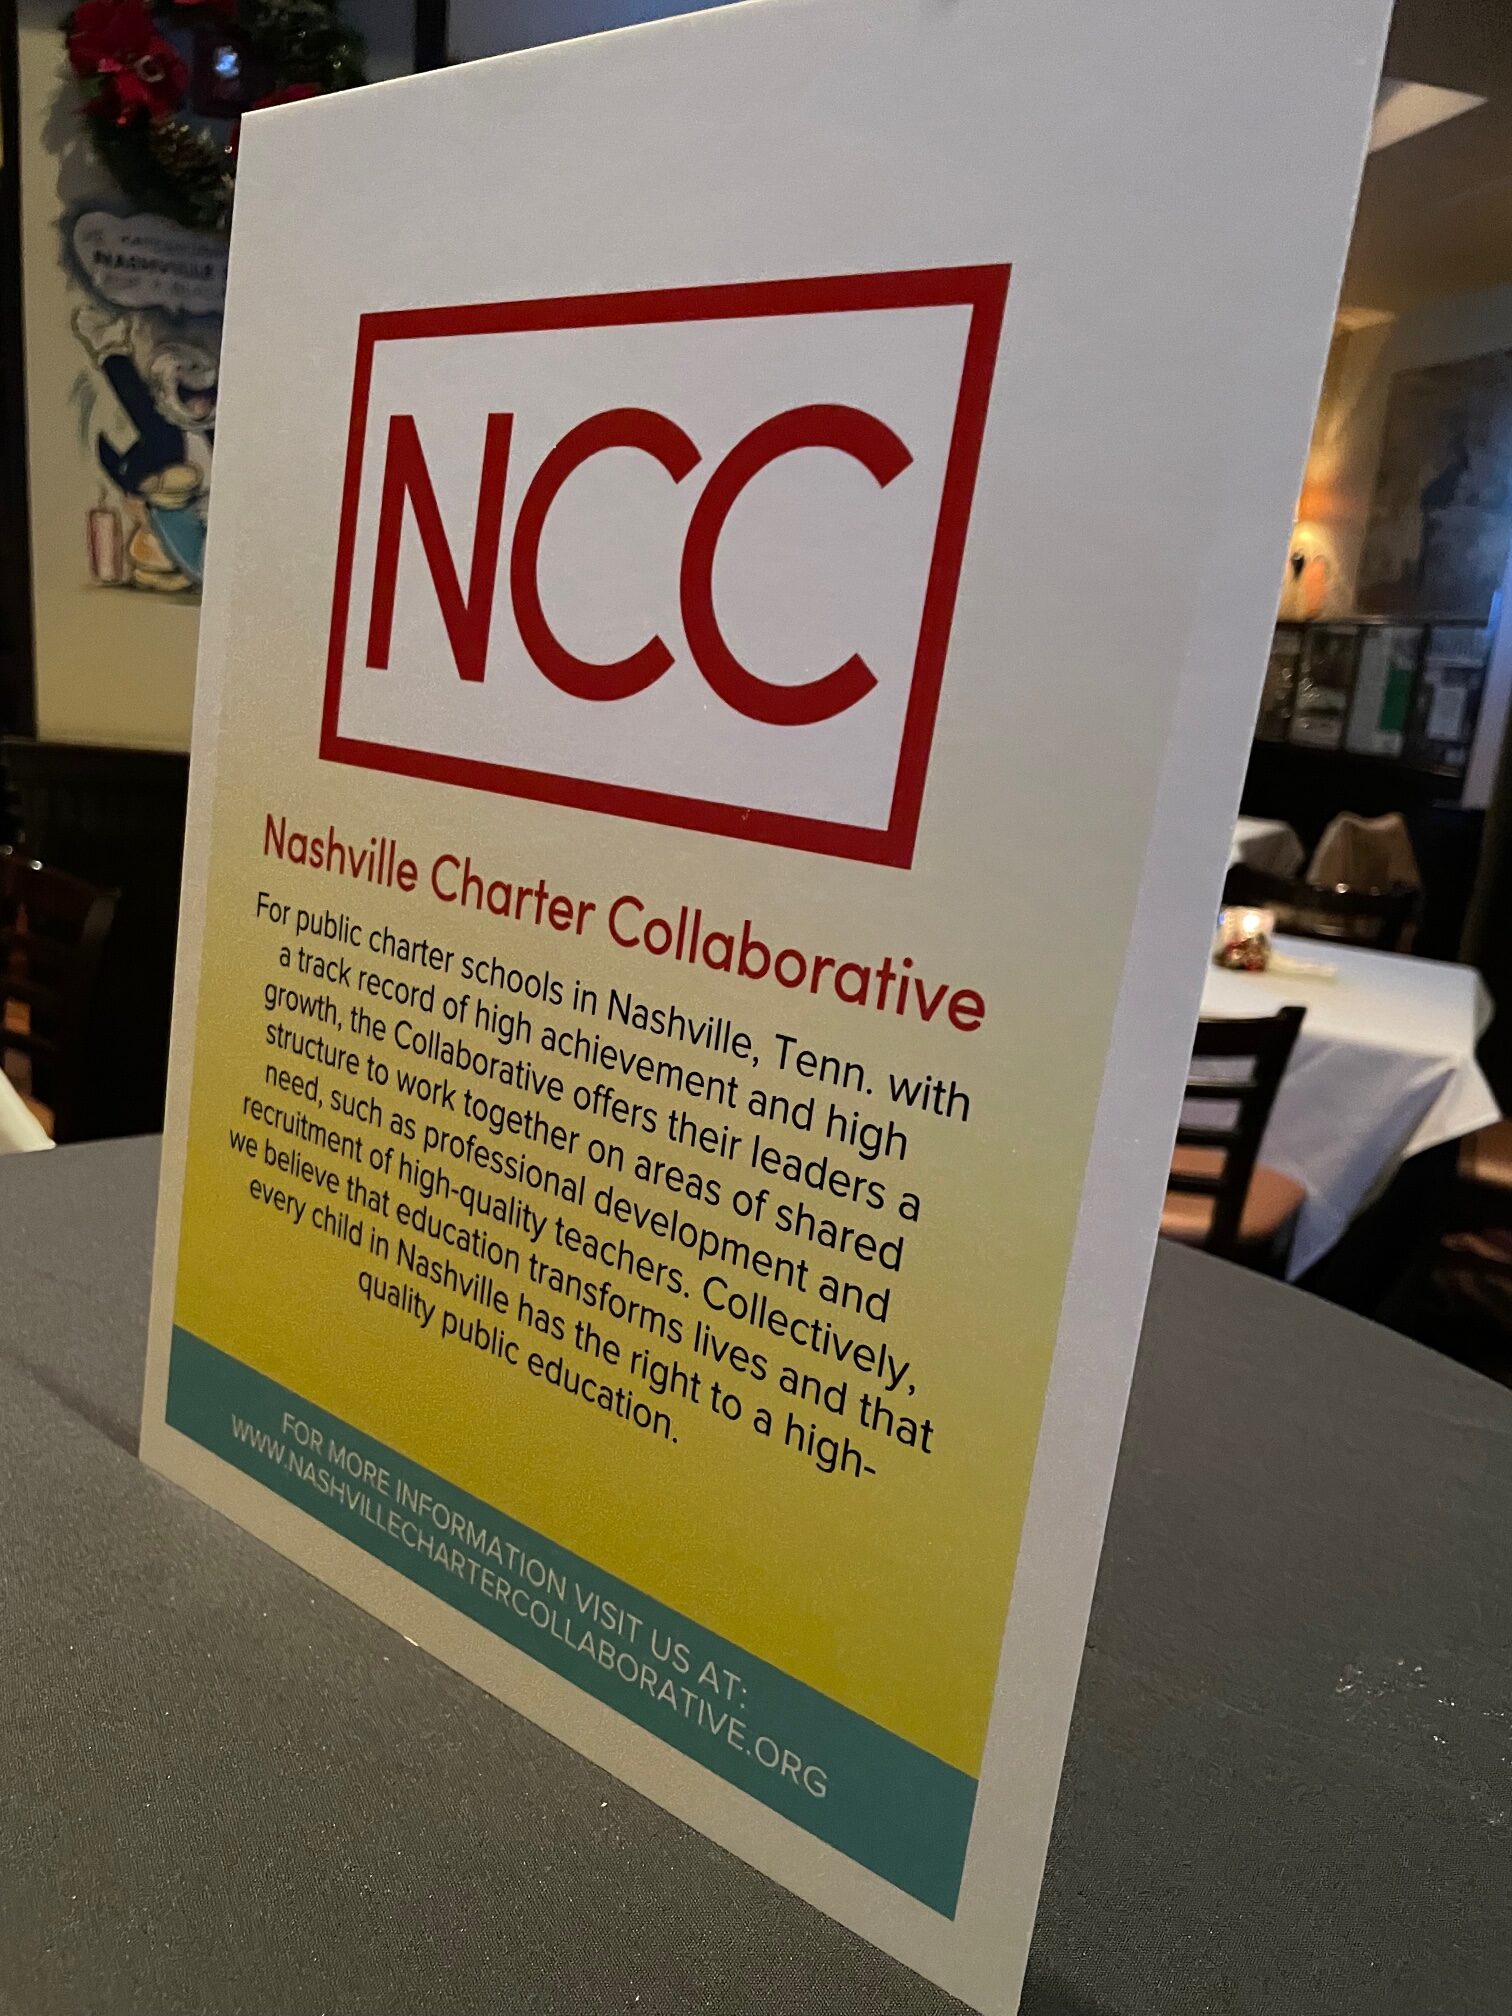 NASHVILLE
NCC
Nashville Charter Collaborative
For public charter schools in Nashville, Tenn. with
a track record of high achievement and high
growth, the Collaborative offers their leaders a
structure to work together on areas of shared
need, such as professional development and
recruitment of high-quality teachers. Collectively,
we believe that education transforms lives and that
every child in Nashville has the right to a high-
quality public education.
FOR MORE INFORMATION VISIT US AT:
WWW.NASHVILLECHARTERCOLLABORATIVE.ORG